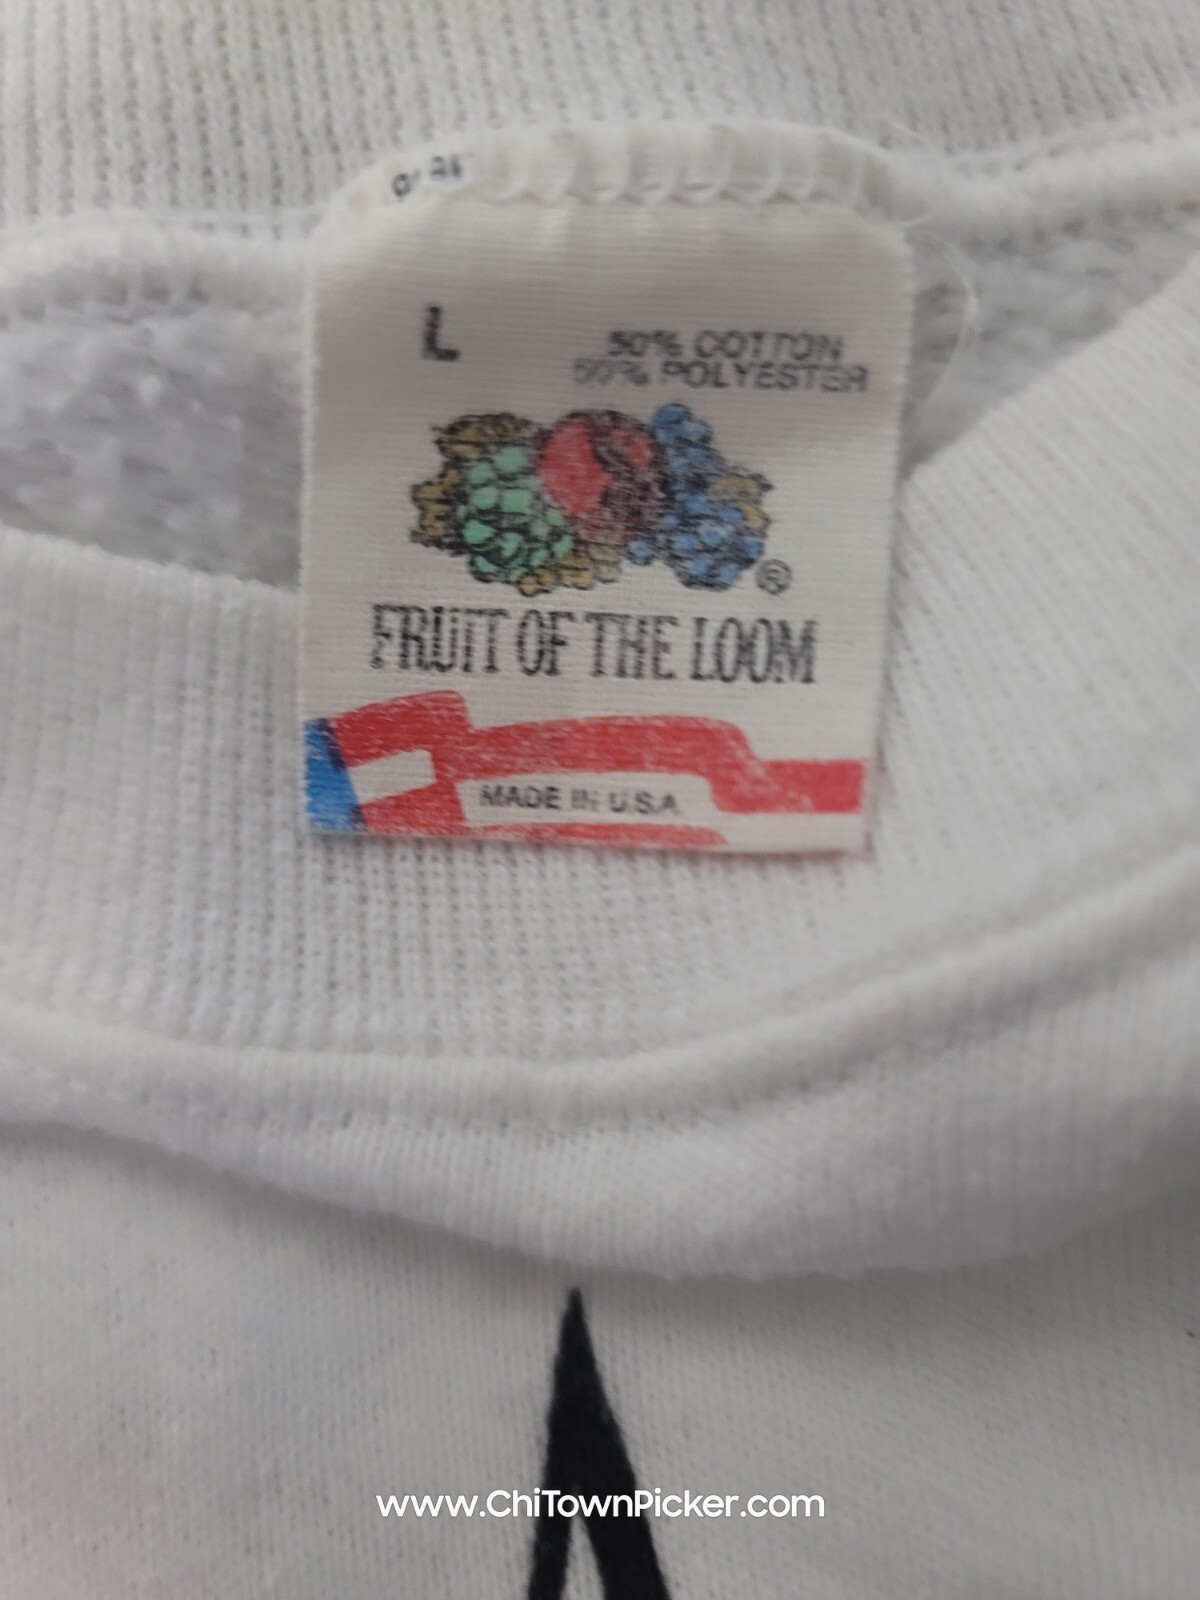 L
50% COTTON
50% POLYESTER
®
FRUIT OF THE LOOM
MADE IN U.S.A.
www.ChiTownPicker.com